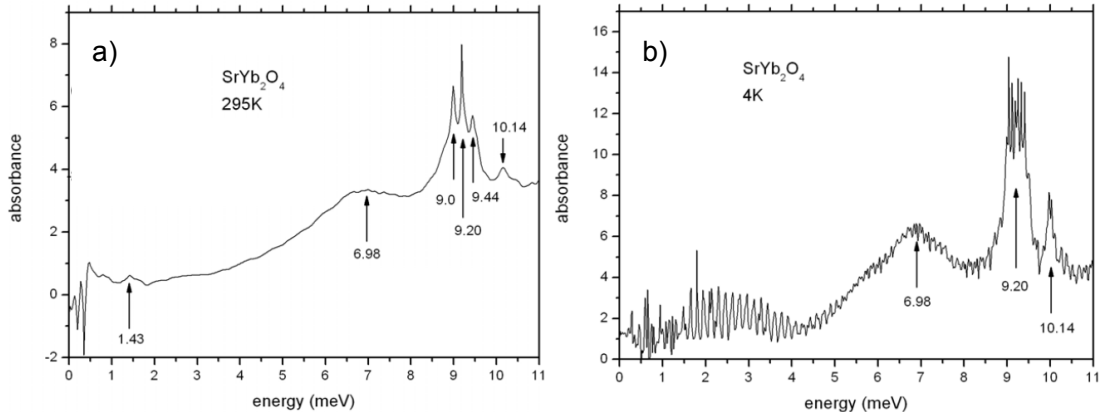 a)
SrYb₂O₄
295K
absorbance
8
6
4
2
0
-2
1.43
6.98
9.0
9.20
9.44
10.14
0 1 2 3 4 5 6 7 8 9 10 11
energy (meV)
b)
SrYb₂O₄
4K
absorbance
16
14
12
10
8
6
4
2
0
6.98
9.20
10.14
0 1 2 3 4 5 6 7 8 9 10 11
energy (meV)